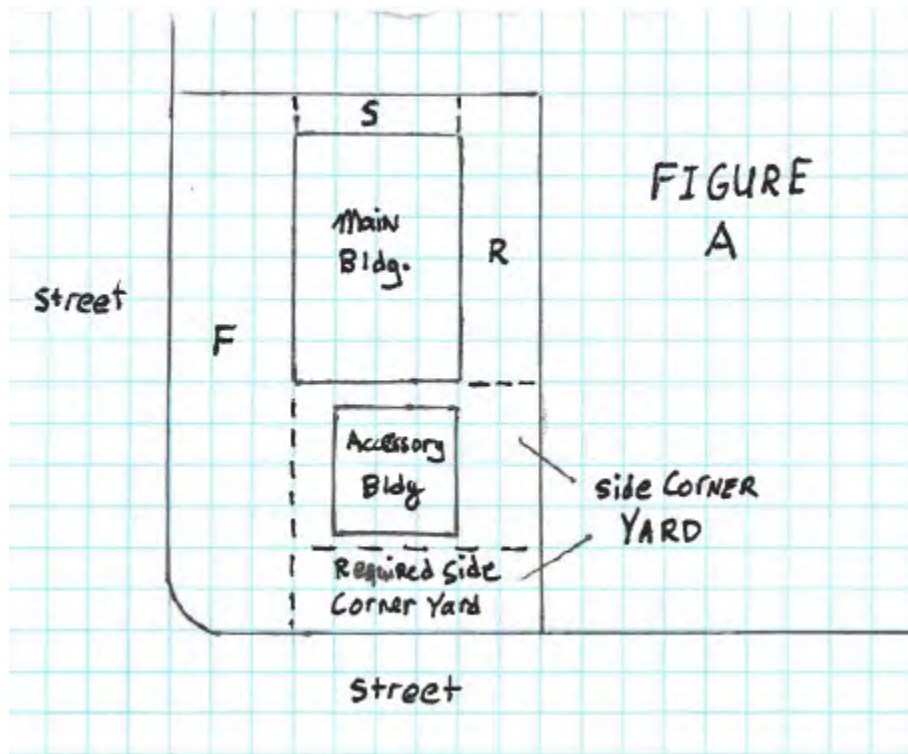 S
FIGURE
A
Main
Bldg.
R
street
F
Accessory
Bldg
side CORNER
YARD
Required side
Corner Yard
street